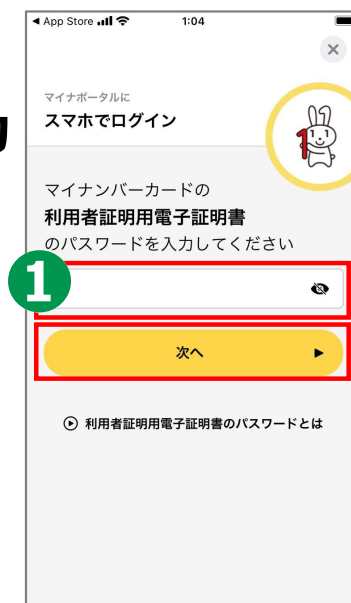 ◀ App Store 1:04
マイナポータルに
スマホでログイン
マイナンバーカードの
利用者証明用電子証明書
のパスワードを入力してください
1
次へ
利用者証明用電子証明書のパスワードとは